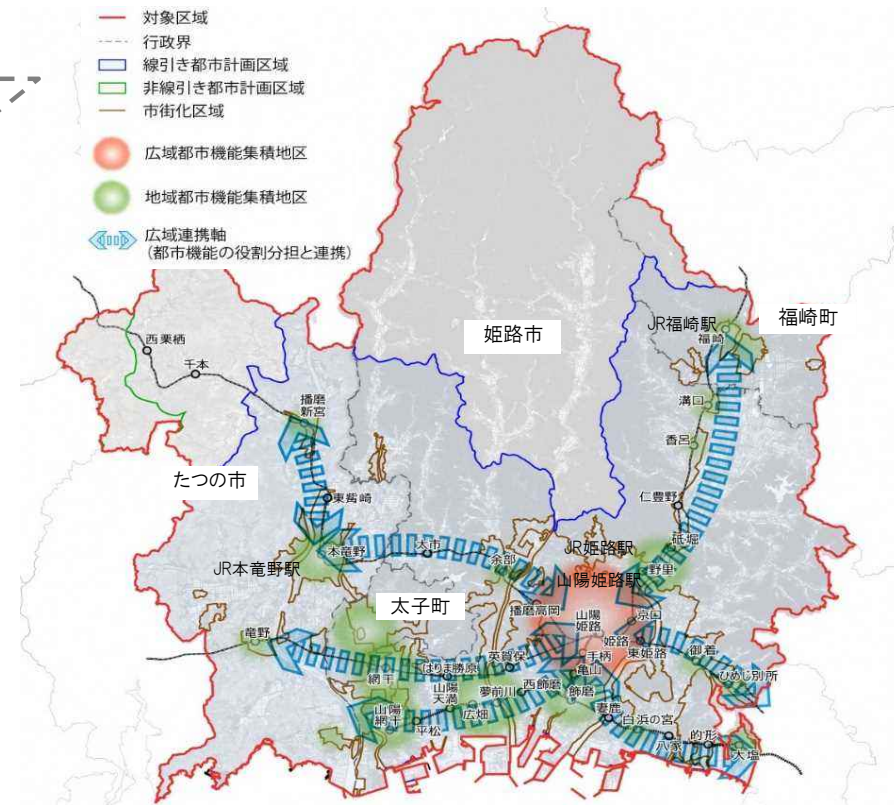 対象区域
行政界
線引き都市計画区域
非線引き都市計画区域
市街化区域
広域都市機能集積地区
地域都市機能集積地区
広域連携軸
(都市機能の役割分担と連携)
姫路市
JR福崎駅
福崎町
福崎
西栗栖
千本
溝口
播磨
新宮
香呂
たつの市
東觜崎
仁豊野
砥堀
本竜野
太市
余部
JR姫路駅
野里
JR本竜野駅
山陽姫路駅
太子町
播磨高岡
山陽
姫路
京口
竜野
姫路
東姫路
御着
手柄
英賀保
はりま勝原
亀山
ひめじ別所
網干
山陽
天満
西飾磨
夢前川
飾磨
山陽
網干
広畑
妻鹿
平松
白浜の宮
八家
的形
大塩